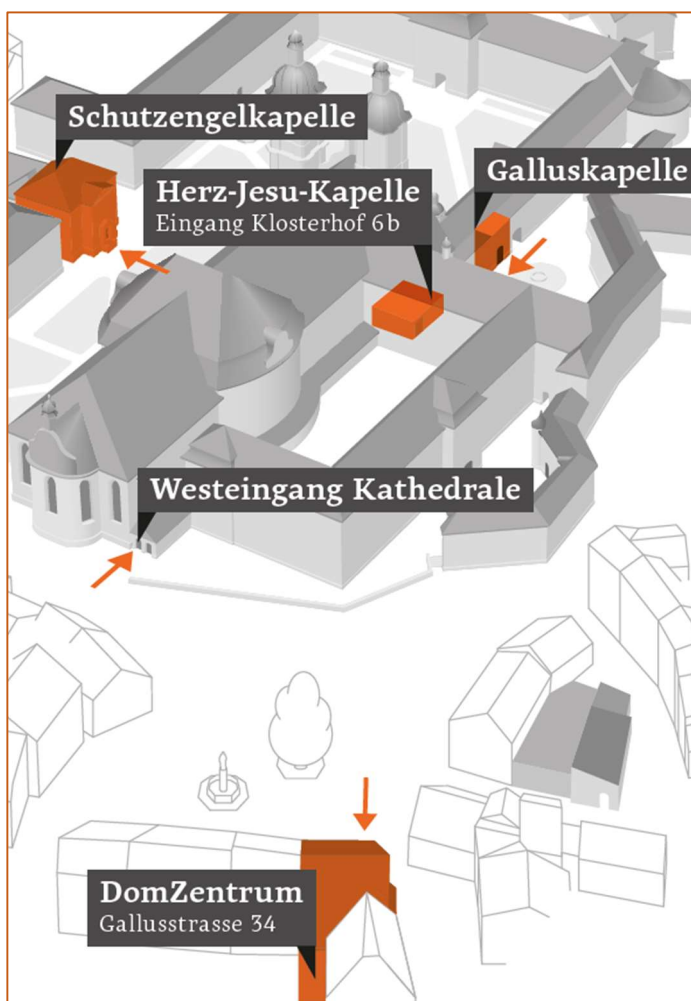 Schutzengelkapelle
Herz-Jesu-Kapelle
Eingang Klosterhof 6b
Galluskapelle
Westeingang Kathedrale
DomZentrum
Gallusstrasse 34